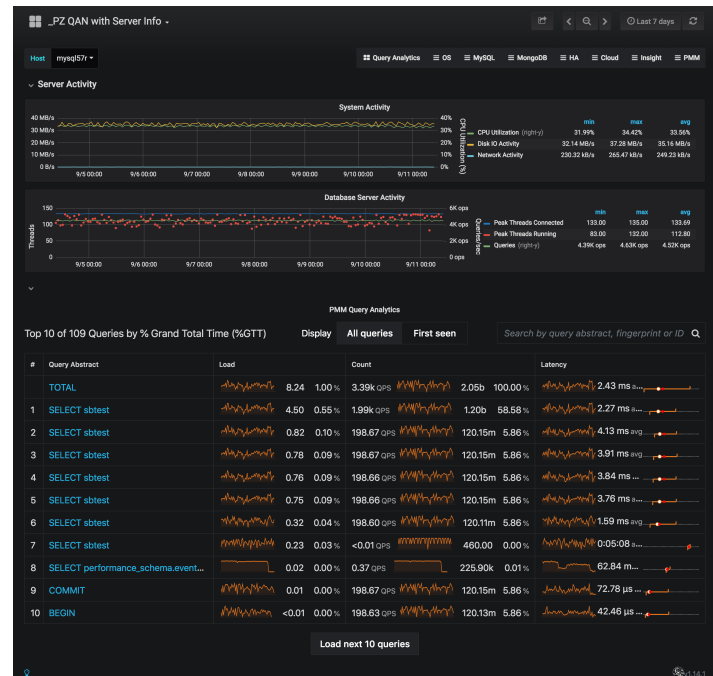 _PZ QAN with Server Info
Last 7 days
Host mysql57r
Query Analytics OS MySQL MongoDB HA Cloud Insight PMM
Server Activity
System Activity
40 MB/s
30 MB/s
20 MB/s
10 MB/s
0 B/s
9/5 00:00 9/6 00:00 9/7 00:00 9/8 00:00 9/9 00:00 9/10 00:00 9/11 00:00
40%
30%
20%
10%
0%
CPU Utilization (%)
min max avg
CPU Utilization (right-y) 31.99% 34.42% 33.56%
Disk IO Activity 32.14 MB/s 37.28 MB/s 35.16 MB/s
Network Activity 230.32 kB/s 265.47 kB/s 249.23 kB/s
Database Server Activity
Threads
150
100
50
0
9/5 00:00 9/6 00:00 9/7 00:00 9/8 00:00 9/9 00:00 9/10 00:00 9/11 00:00
6K ops
4K ops
2K ops
0 ops
Queries/sec
min max avg
Peak Threads Connected 133.00 135.00 133.69
Peak Threads Running 83.00 132.00 112.80
Queries (right-y) 4.39K ops 4.63K ops 4.52K ops
PMM Query Analytics
Top 10 of 109 Queries by % Grand Total Time (%GTT) Display All queries First seen Search by query abstract, fingerprint or ID
# Query Abstract Load Count Latency
TOTAL 8.24 1.00 % 3.39k QPS 2.05b 100.00 % 2.43 ms a...
1 SELECT sbtest 4.50 0.55 % 1.99k QPS 1.20b 58.58 % 2.27 ms a...
2 SELECT sbtest 0.82 0.10 % 198.67 QPS 120.15m 5.86 % 4.13 ms avg
3 SELECT sbtest 0.78 0.09 % 198.67 QPS 120.15m 5.86 % 3.91 ms avg
4 SELECT sbtest 0.76 0.09 % 198.66 QPS 120.15m 5.86 % 3.84 ms ...
5 SELECT sbtest 0.75 0.09 % 198.66 QPS 120.15m 5.86 % 3.76 ms a...
6 SELECT sbtest 0.32 0.04 % 198.60 QPS 120.11m 5.86 % 1.59 ms avg
7 SELECT sbtest 0.23 0.03 % <0.01 QPS 460.00 0.00 % 0:05:08 a...
8 SELECT performance_schema.event... 0.02 0.00 % 0.37 QPS 225.90k 0.01 % 62.84 m...
9 COMMIT 0.01 0.00 % 198.67 QPS 120.15m 5.86 % 72.78 µs ...
10 BEGIN <0.01 0.00 % 198.63 QPS 120.13m 5.86 % 42.46 µs ...
Load next 10 queries
v1.14.1